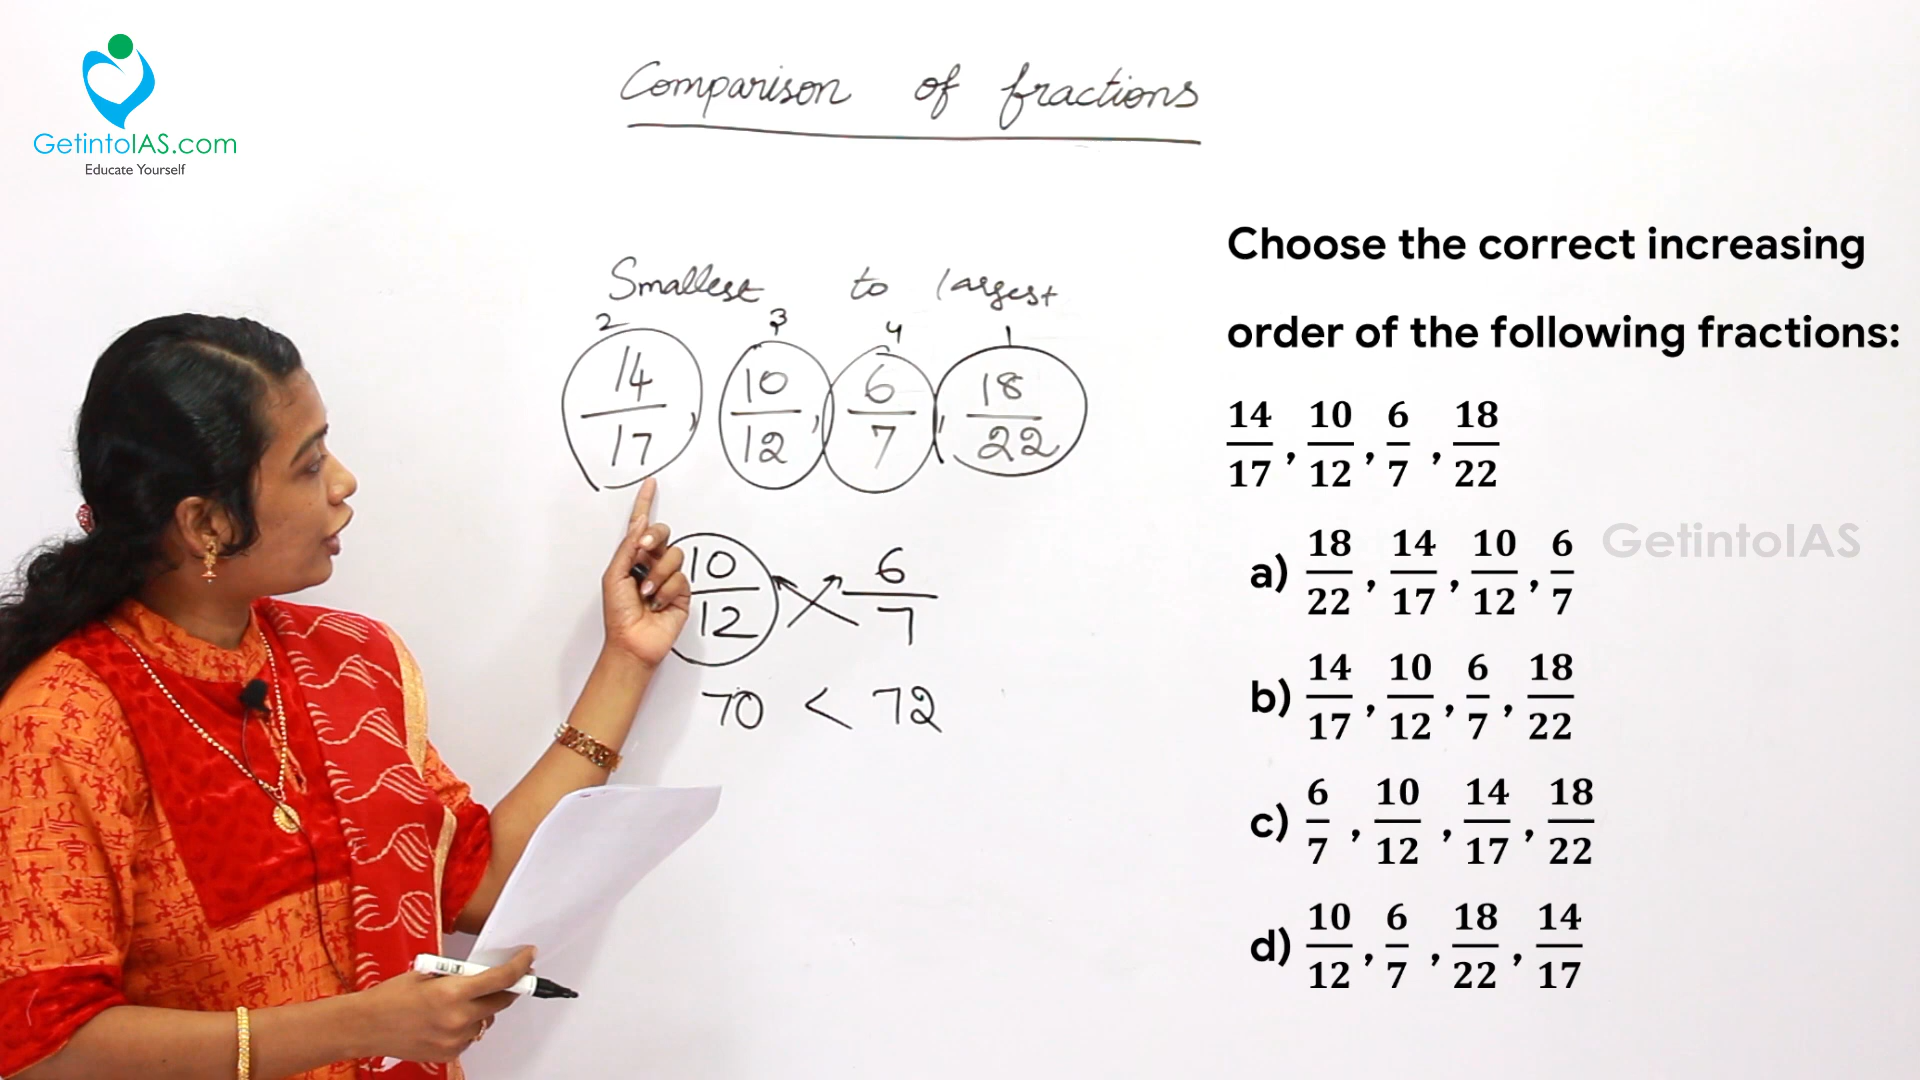 GetintoIAS.com
Educate Yourself
Comparison of fractions
Smallest to largest
2 3 4 1
14/17, 10/12, 6/7, 18/22
10/12 6/7
70 < 72
Choose the correct increasing
order of the following fractions:
14/17, 10/12, 6/7, 18/22
GetintoIAS
a) 18/22, 14/17, 10/12, 6/7
b) 14/17, 10/12, 6/7, 18/22
c) 6/7, 10/12, 14/17, 18/22
d) 10/12, 6/7, 18/22, 14/17